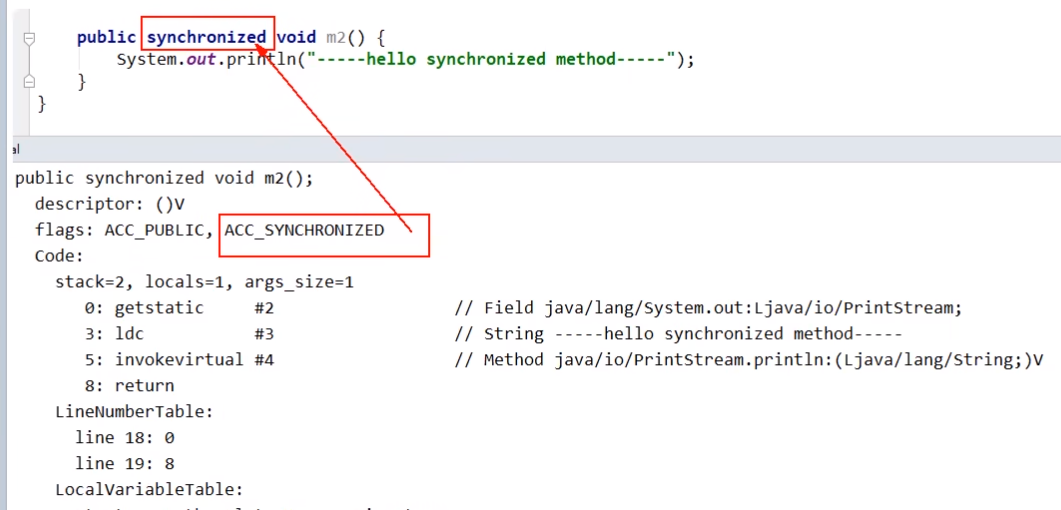 public synchronized void m2() {
System.out.println("-----hello synchronized method-----");
}
}
al
public synchronized void m2();
descriptor: ()V
flags: ACC_PUBLIC, ACC_SYNCHRONIZED
Code:
stack=2, locals=1, args_size=1
0: getstatic #2 // Field java/lang/System.out:Ljava/io/PrintStream;
3: ldc #3 // String -----hello synchronized method-----
5: invokevirtual #4 // Method java/io/PrintStream.println:(Ljava/lang/String;)V
8: return
LineNumberTable:
line 18: 0
line 19: 8
LocalVariableTable: